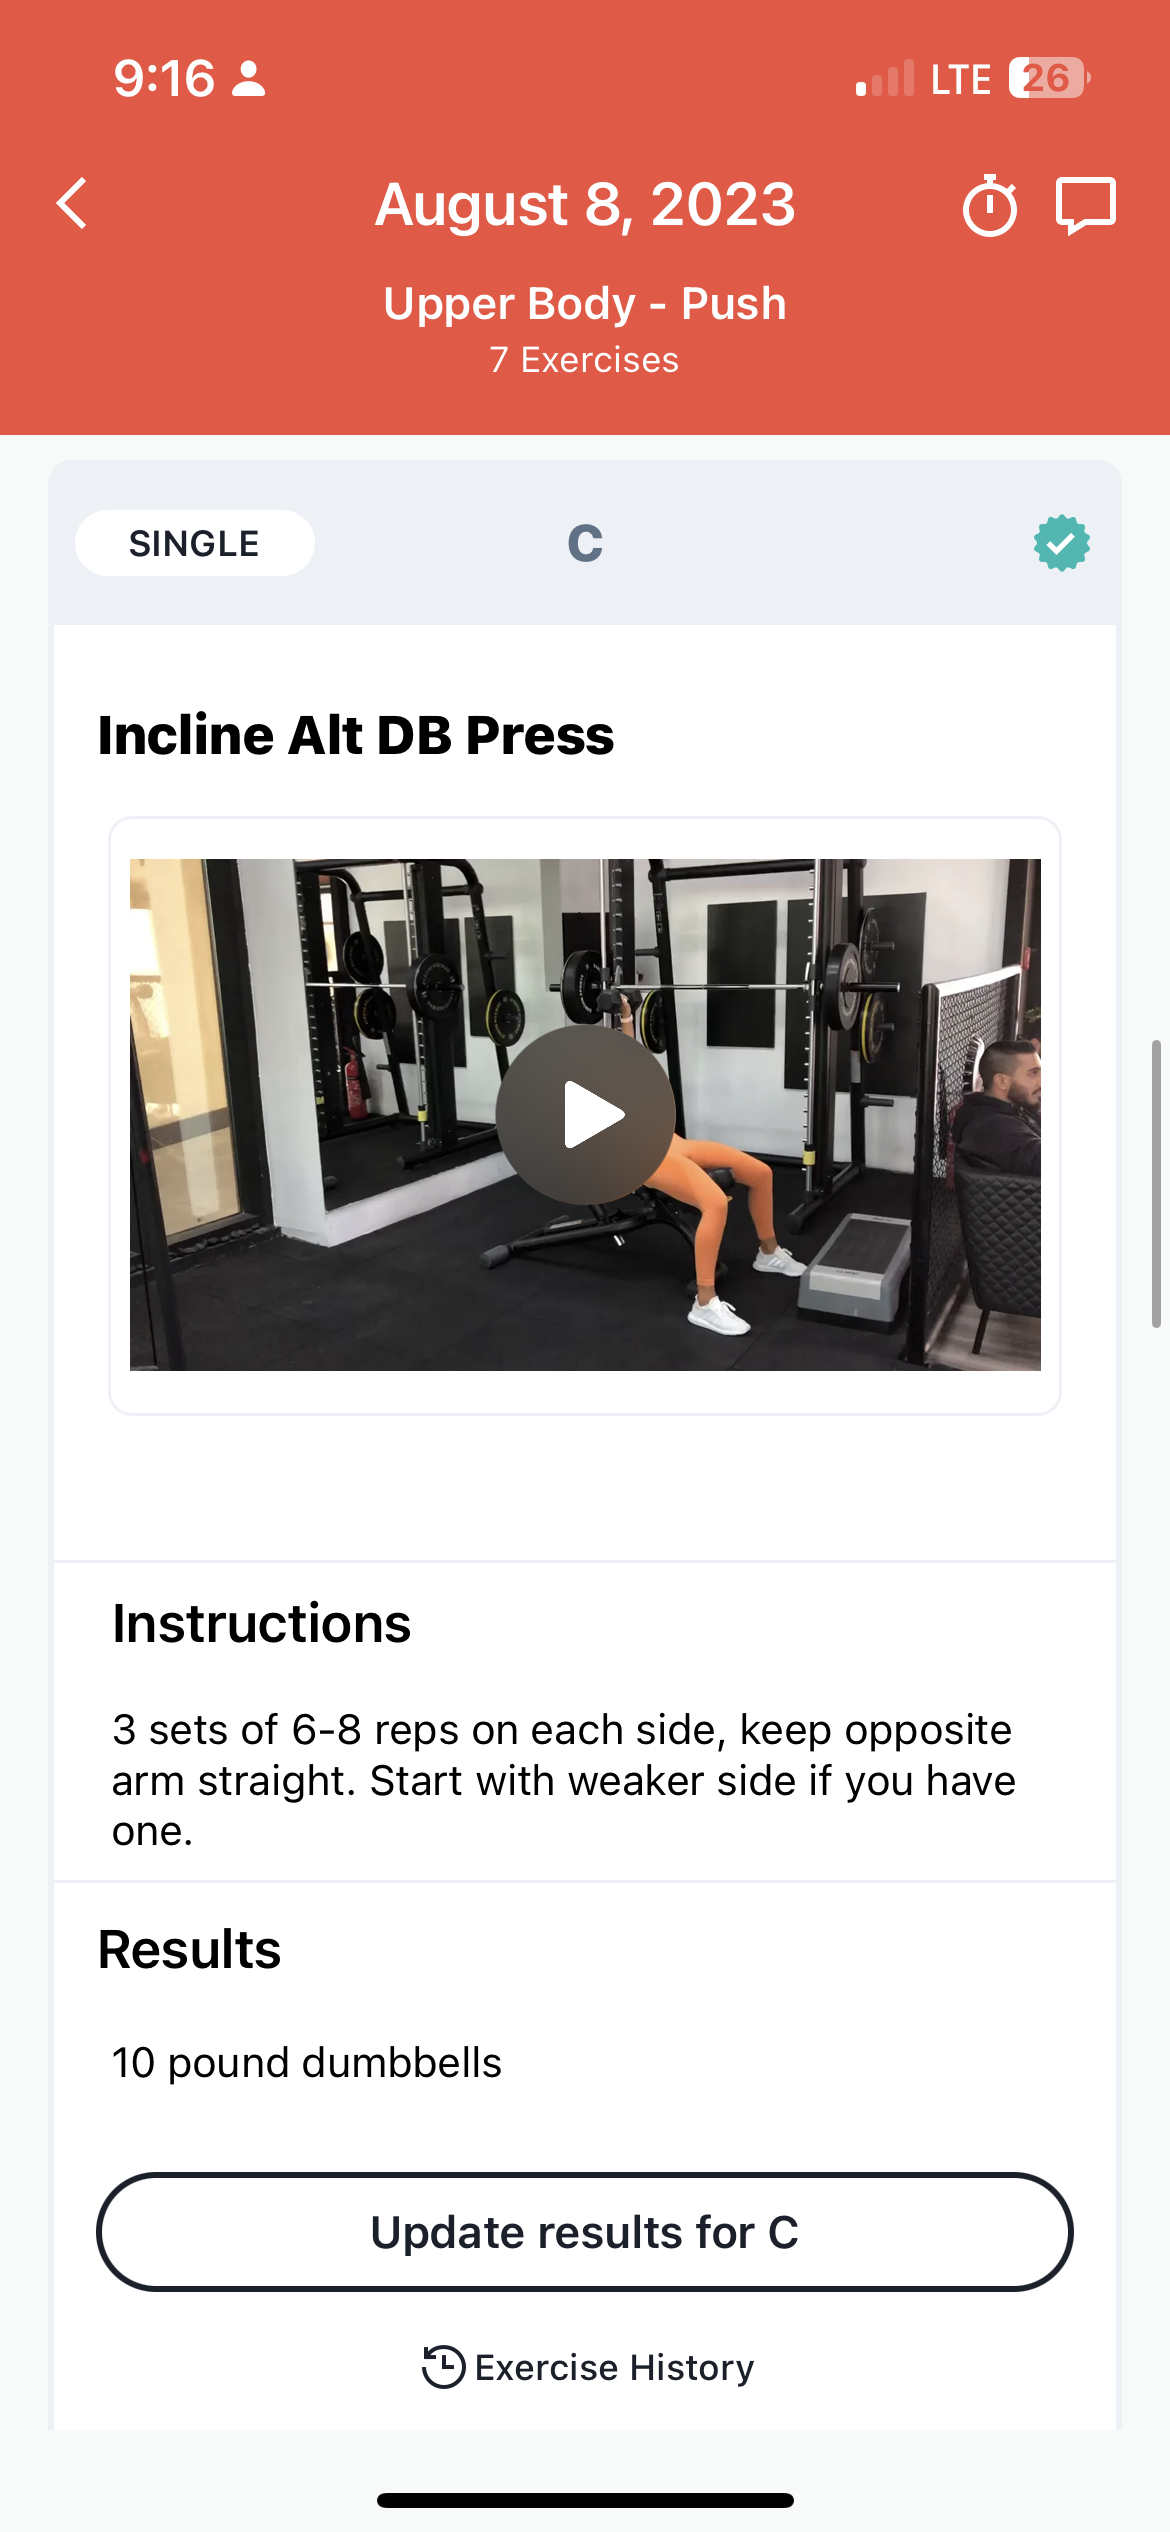 9:16
LTE
26
August 8, 2023
Upper Body - Push
7 Exercises
SINGLE
C
Incline Alt DB Press
Instructions
3 sets of 6-8 reps on each side, keep opposite
arm straight. Start with weaker side if you have
one.
Results
10 pound dumbbells
Update results for C
Exercise History